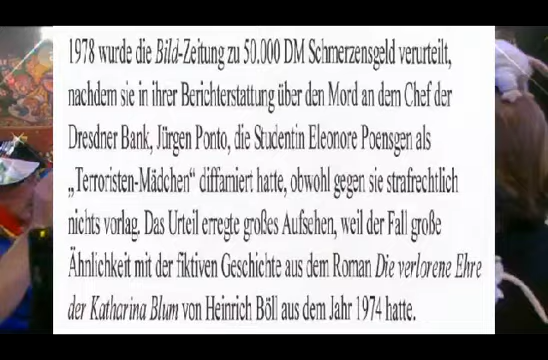 1978 wurde die Bild-Zeitung zu 50.000 DM Schmerzensgeld verurteilt,
nachdem sie in ihrer Berichterstattung über den Mord an dem Chef der
Dresdner Bank, Jürgen Ponto, die Studentin Eleonore Poensgen als
„Terroristen-Mädchen“ diffamiert hatte, obwohl gegen sie strafrechtlich
nichts vorlag. Das Urteil erregte großes Aufsehen, weil der Fall große
Ähnlichkeit mit der fiktiven Geschichte aus dem Roman Die verlorene Ehre
der Katharina Blum von Heinrich Böll aus dem Jahr 1974 hatte.